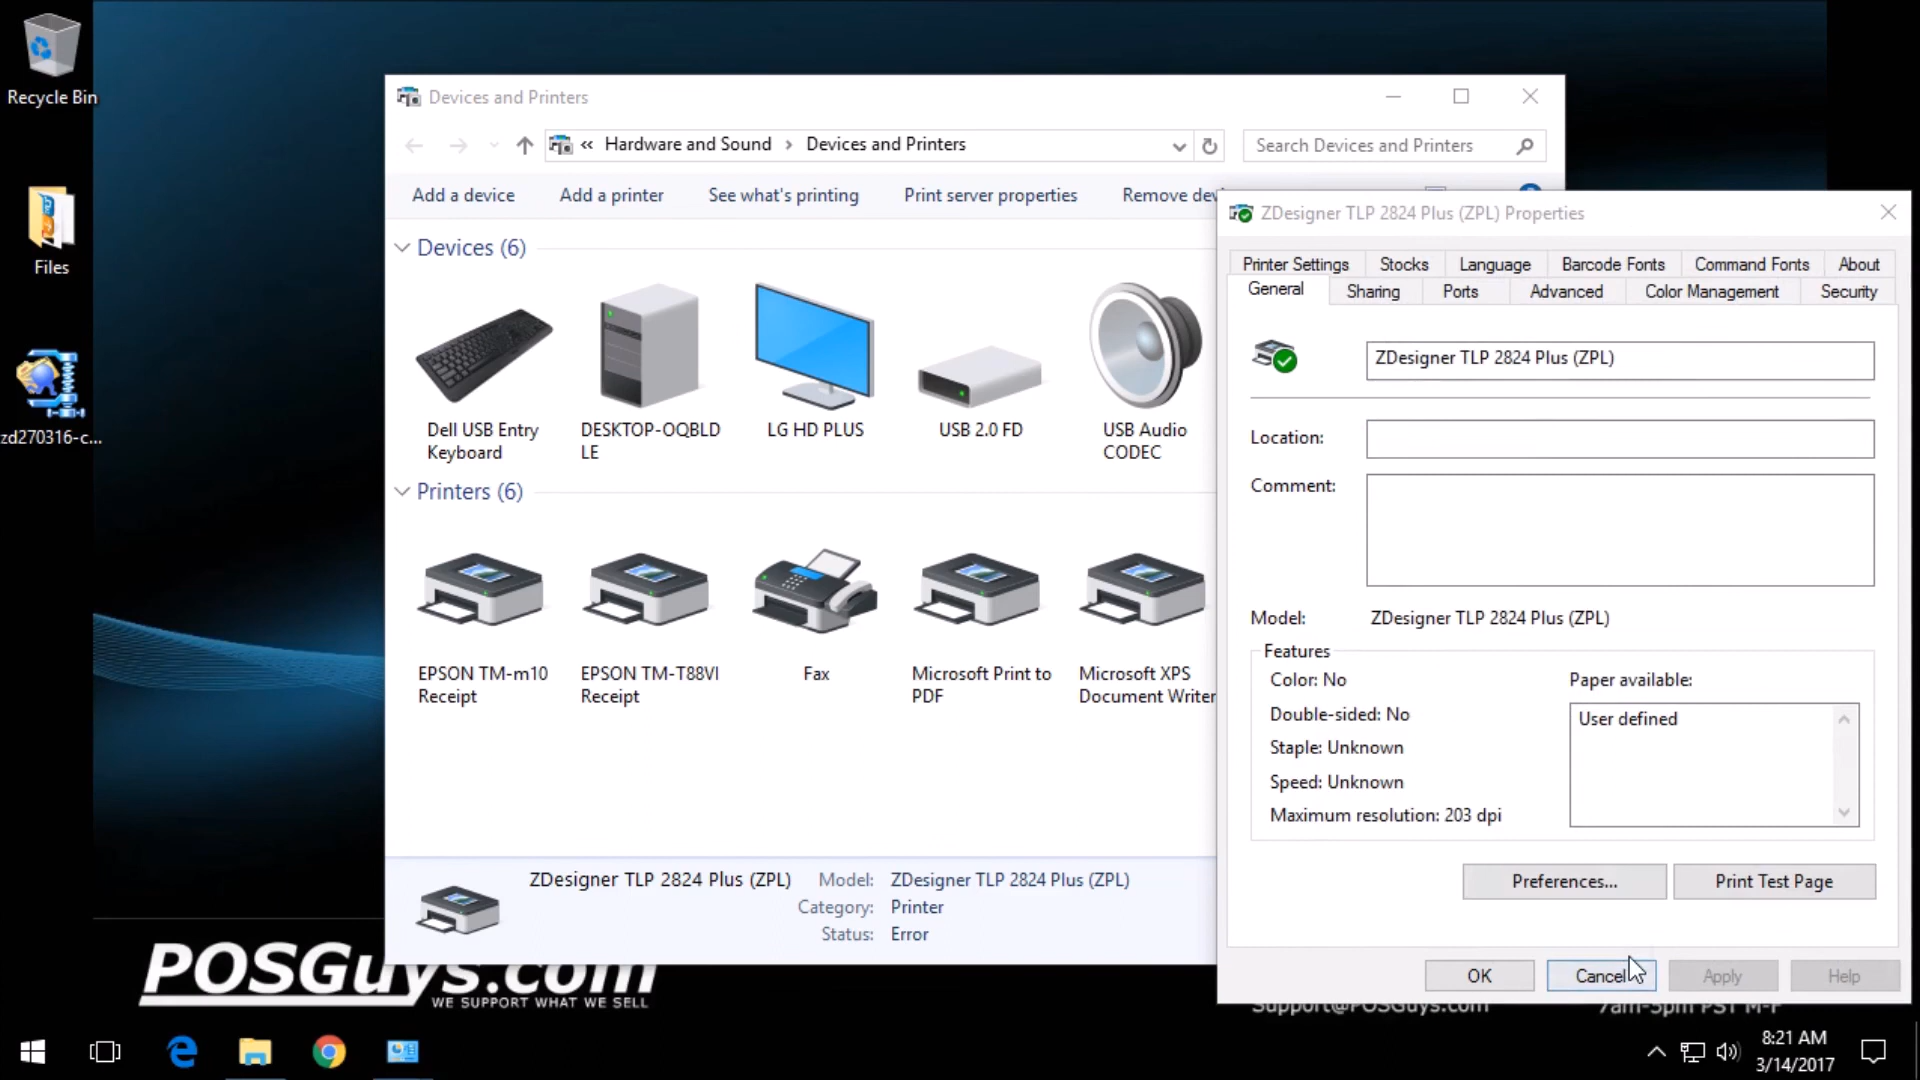 Recycle Bin
Files
zd270316-c...
Devices and Printers
« Hardware and Sound › Devices and Printers
Search Devices and Printers
Add a device
Add a printer
See what's printing
Print server properties
Devices (6)
Dell USB Entry
Keyboard
DESKTOP-OQBLD
LE
LG HD PLUS
USB 2.0 FD
USB Audio
CODEC
Printers (6)
EPSON TM-m10
Receipt
EPSON TM-T88VI
Receipt
Fax
Microsoft Print to
PDF
Microsoft XPS
Document Writer
ZDesigner TLP 2824 Plus (ZPL)
Model: ZDesigner TLP 2824 Plus (ZPL)
Category: Printer
Status: Error
ZDesigner TLP 2824 Plus (ZPL) Properties
Printer Settings
Stocks
Language
Barcode Fonts
Command Fonts
About
General
Sharing
Ports
Advanced
Color Management
Security
ZDesigner TLP 2824 Plus (ZPL)
Location:
Comment:
Model: ZDesigner TLP 2824 Plus (ZPL)
Features
Color: No
Double-sided: No
Staple: Unknown
Speed: Unknown
Maximum resolution: 203 dpi
Paper available:
User defined
Preferences...
Print Test Page
OK
Cancel
Apply
Help
POSGuys.com
WE SUPPORT WHAT WE SELL
Support@POSGuys.com
7am-5pm PST M-F
8:21 AM
3/14/2017